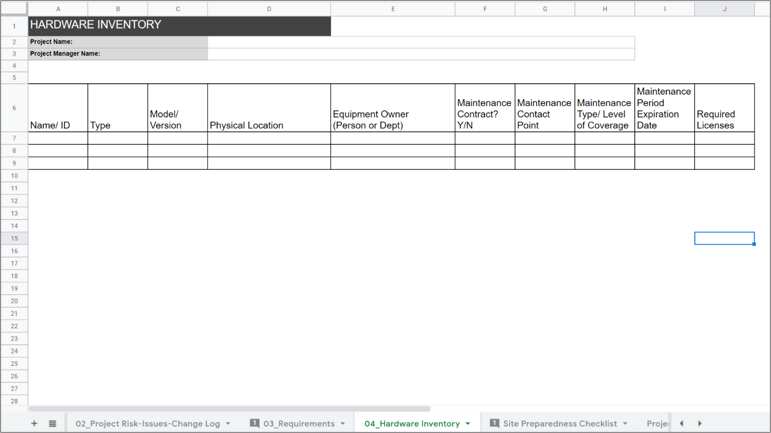 A B C D E F G H I J
1 HARDWARE INVENTORY
2 Project Name:
3 Project Manager Name:
4
5
Maintenance
Maintenance Maintenance Maintenance Period
Model/ Equipment Owner Contract? Contact Type/ Level Expiration Required
6 Name/ ID Type Version Physical Location (Person or Dept) Y/N Point of Coverage Date Licenses
7
8
9
10
11
12
13
14
15
16
17
18
19
20
21
22
23
24
25
26
27
28
+ 02_Project Risk-Issues-Change Log 1 03_Requirements 04_Hardware Inventory 1 Site Preparedness Checklist Proje